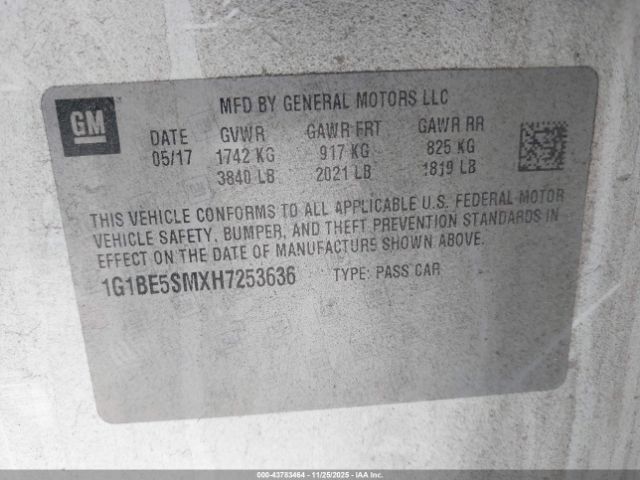 GM
MFD BY GENERAL MOTORS LLC
DATE GVWR GAWR FRT GAWR RR
05/17 1742 KG 917 KG 825 KG
3840 LB 2021 LB 1819 LB
THIS VEHICLE CONFORMS TO ALL APPLICABLE U.S. FEDERAL MOTOR
VEHICLE SAFETY, BUMPER, AND THEFT PREVENTION STANDARDS IN
EFFECT ON THE DATE OF MANUFACTURE SHOWN ABOVE.
1G1BE5SMXH7253636 TYPE: PASS CAR
000-43783464 - 11/25/2025 - IAAI.CA